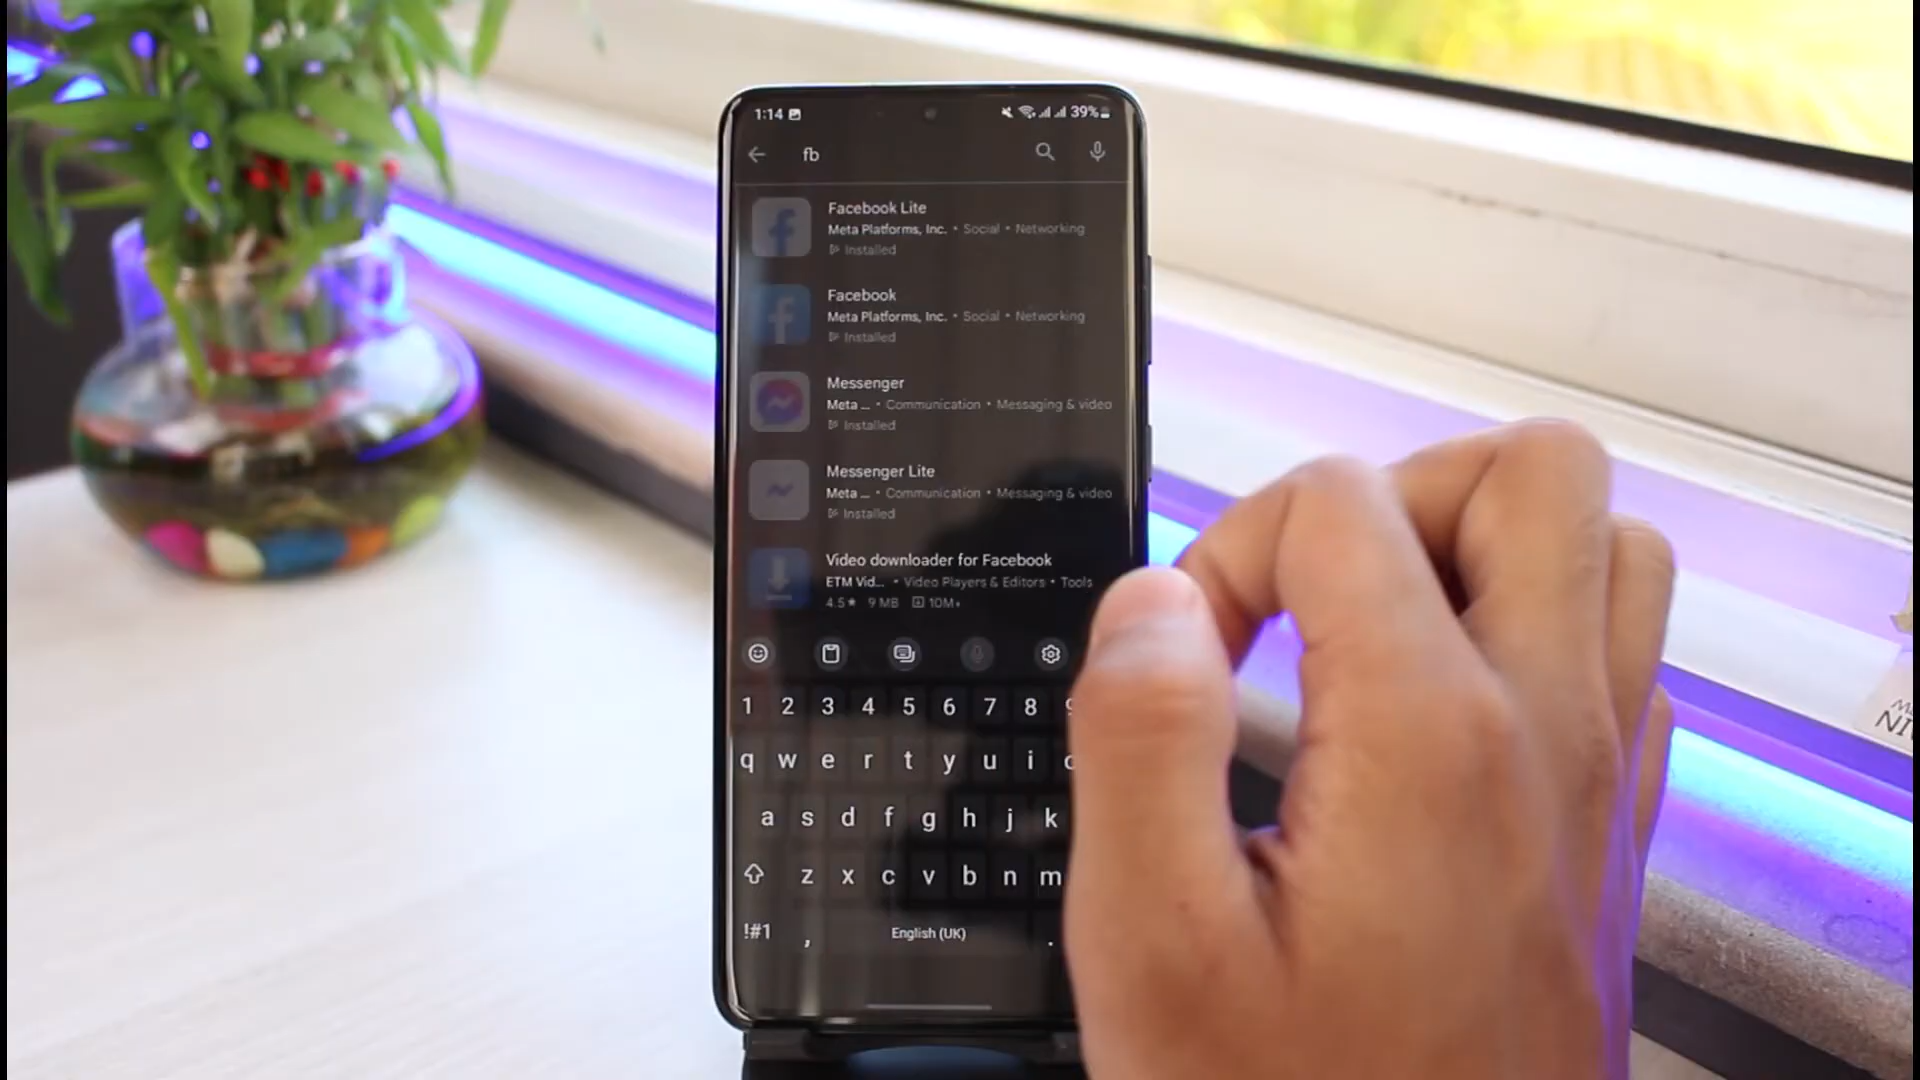 1:14 39%
fb
Facebook Lite
Meta Platforms, Inc. • Social • Networking
Installed
Facebook
Meta Platforms, Inc. • Social • Networking
Installed
Messenger
Meta ... • Communication • Messaging & video
Installed
Messenger Lite
Meta ... • Communication • Messaging & video
Installed
Video downloader for Facebook
ETM Vid... • Video Players & Editors • Tools
4.5★ 9 MB 10M+
1 2 3 4 5 6 7 8 9
q w e r t y u i
a s d f g h j k
z x c v b n m
!#1 , English (UK) .